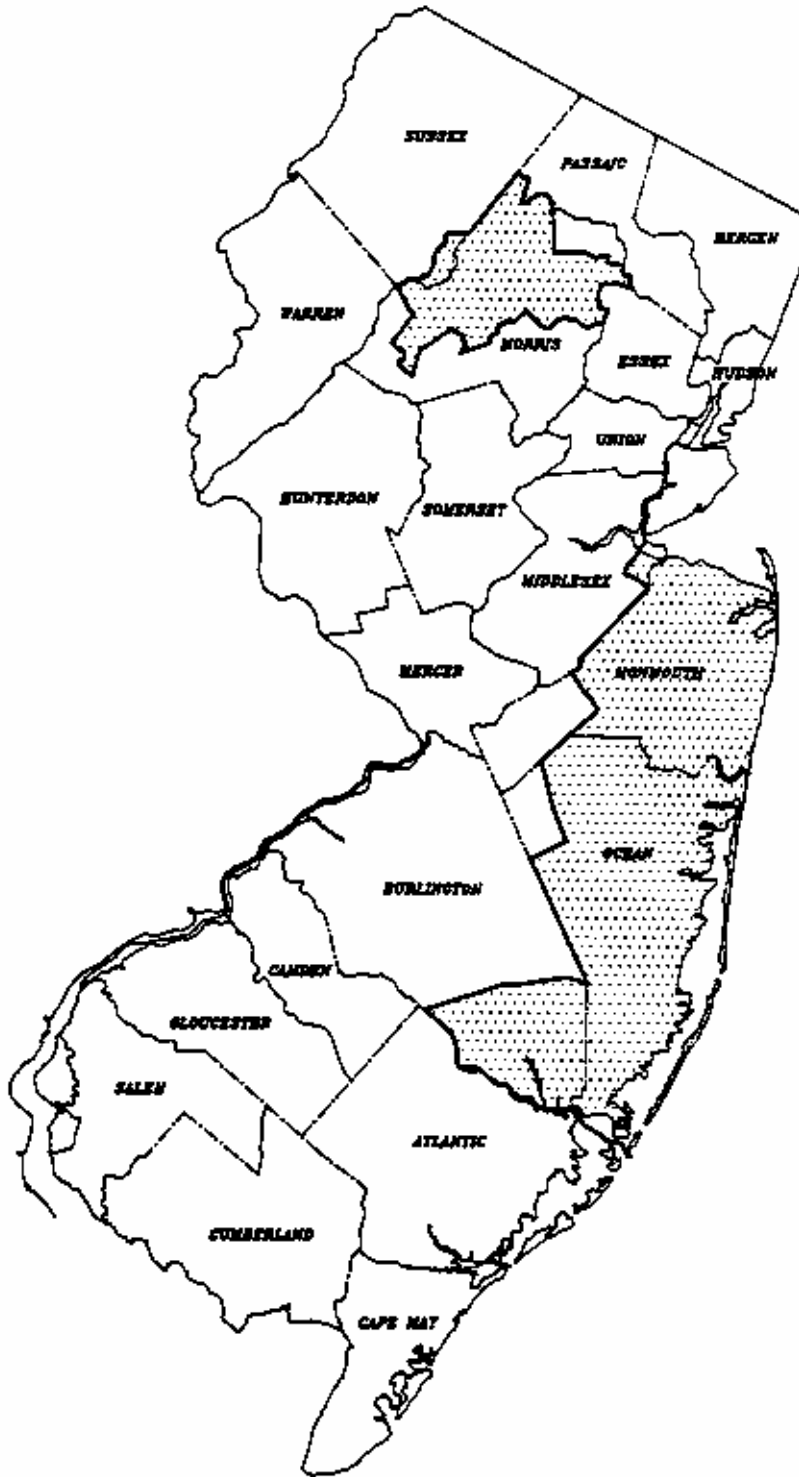 SUSSEX
PASSAIC
BERGEN
WARREN
MORRIS
ESSEX
HUDSON
UNION
HUNTERDON
SOMERSET
MIDDLESEX
MERCER
MONMOUTH
OCEAN
BURLINGTON
CAMDEN
GLOUCESTER
SALEM
ATLANTIC
CUMBERLAND
CAPE MAY